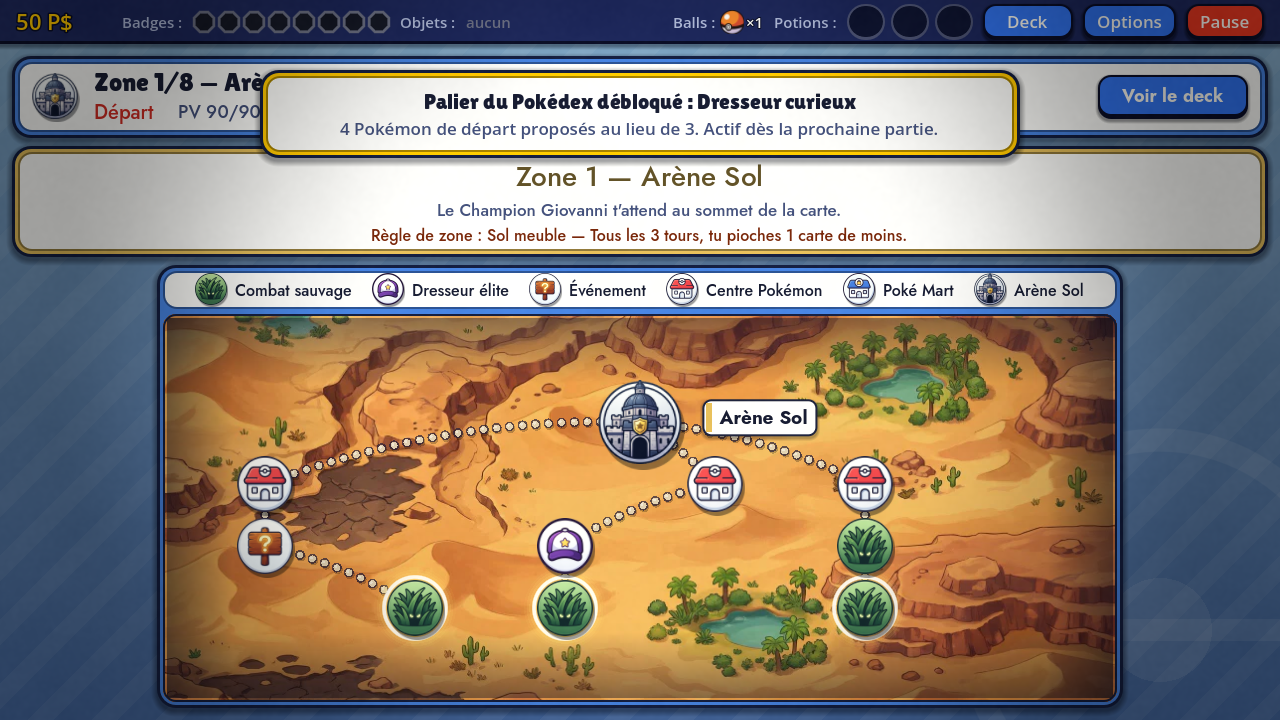 50 P$ Badges : Objets : aucun Balls : ×1 Potions : Deck Options Pause
Zone 1/8 — Arè
Départ PV 90/90
Palier du Pokédex débloqué : Dresseur curieux
4 Pokémon de départ proposés au lieu de 3. Actif dès la prochaine partie.
Voir le deck
Zone 1 — Arène Sol
Le Champion Giovanni t'attend au sommet de la carte.
Règle de zone : Sol meuble — Tous les 3 tours, tu pioches 1 carte de moins.
Combat sauvage Dresseur élite Événement Centre Pokémon Poké Mart Arène Sol
Arène Sol
?
?